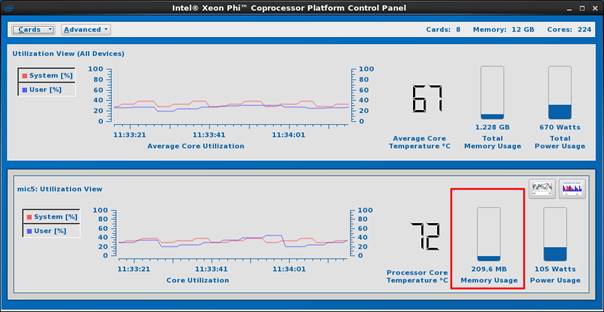 Intel® Xeon Phi™ Coprocessor Platform Control Panel
Cards Advanced Cards: 8 Memory: 12 GB Cores: 224
Utilization View (All Devices)
System [%]
User [%]
100
80
60
40
20
0
100
80
60
40
20
0
11:33:21 11:33:41 11:34:01
Average Core Utilization
67
Average Core
Temperature °C
1.228 GB
Total
Memory Usage
670 Watts
Total
Power Usage
mic5: Utilization View
System [%]
User [%]
100
80
60
40
20
0
100
80
60
40
20
0
11:33:21 11:33:41 11:34:01
Core Utilization
72
Processor Core
Temperature °C
209.6 MB
Memory Usage
105 Watts
Power Usage